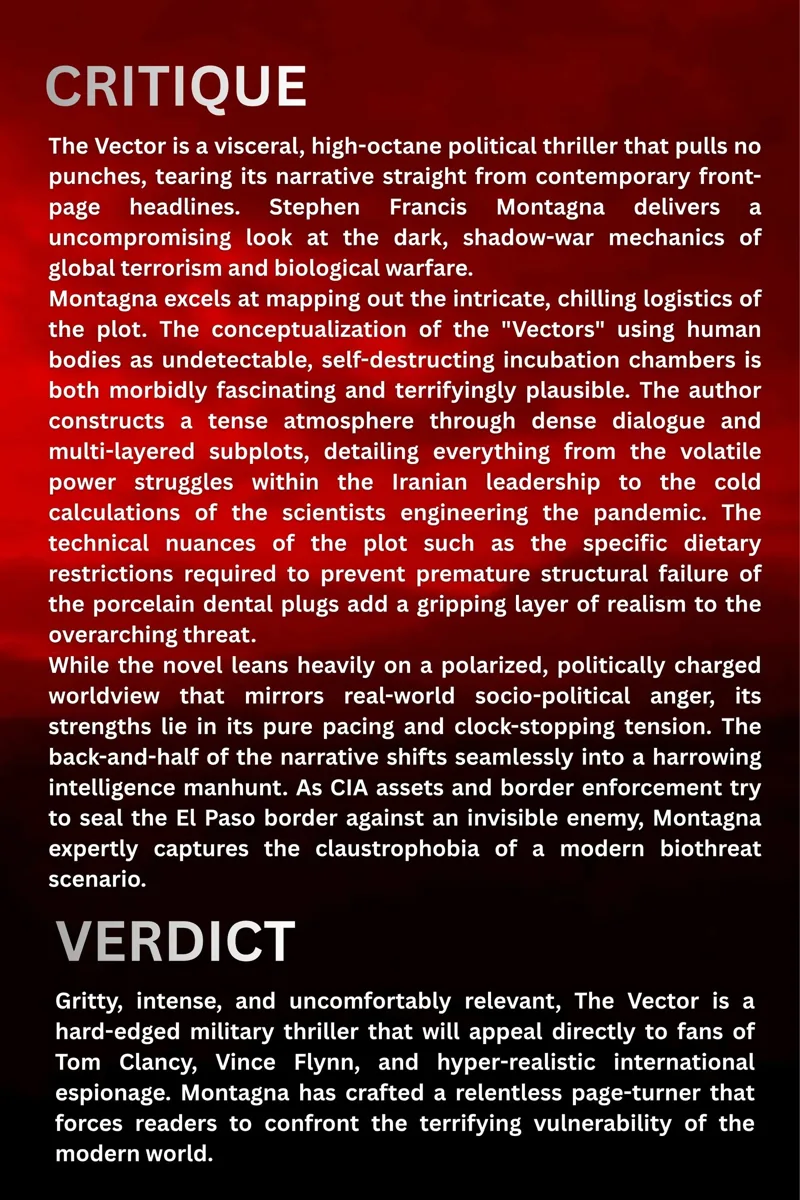 CRITIQUE
The Vector is a visceral, high-octane political thriller that pulls no
punches, tearing its narrative straight from contemporary front-
page headlines. Stephen Francis Montagna delivers a
uncompromising look at the dark, shadow-war mechanics of
global terrorism and biological warfare.
Montagna excels at mapping out the intricate, chilling logistics of
the plot. The conceptualization of the "Vectors" using human
bodies as undetectable, self-destructing incubation chambers is
both morbidly fascinating and terrifyingly plausible. The author
constructs a tense atmosphere through dense dialogue and
multi-layered subplots, detailing everything from the volatile
power struggles within the Iranian leadership to the cold
calculations of the scientists engineering the pandemic. The
technical nuances of the plot such as the specific dietary
restrictions required to prevent premature structural failure of
the porcelain dental plugs add a gripping layer of realism to the
overarching threat.
While the novel leans heavily on a polarized, politically charged
worldview that mirrors real-world socio-political anger, its
strengths lie in its pure pacing and clock-stopping tension. The
back-and-half of the narrative shifts seamlessly into a harrowing
intelligence manhunt. As CIA assets and border enforcement try
to seal the El Paso border against an invisible enemy, Montagna
expertly captures the claustrophobia of a modern biothreat
scenario.
VERDICT
Gritty, intense, and uncomfortably relevant, The Vector is a
hard-edged military thriller that will appeal directly to fans of
Tom Clancy, Vince Flynn, and hyper-realistic international
espionage. Montagna has crafted a relentless page-turner that
forces readers to confront the terrifying vulnerability of the
modern world.